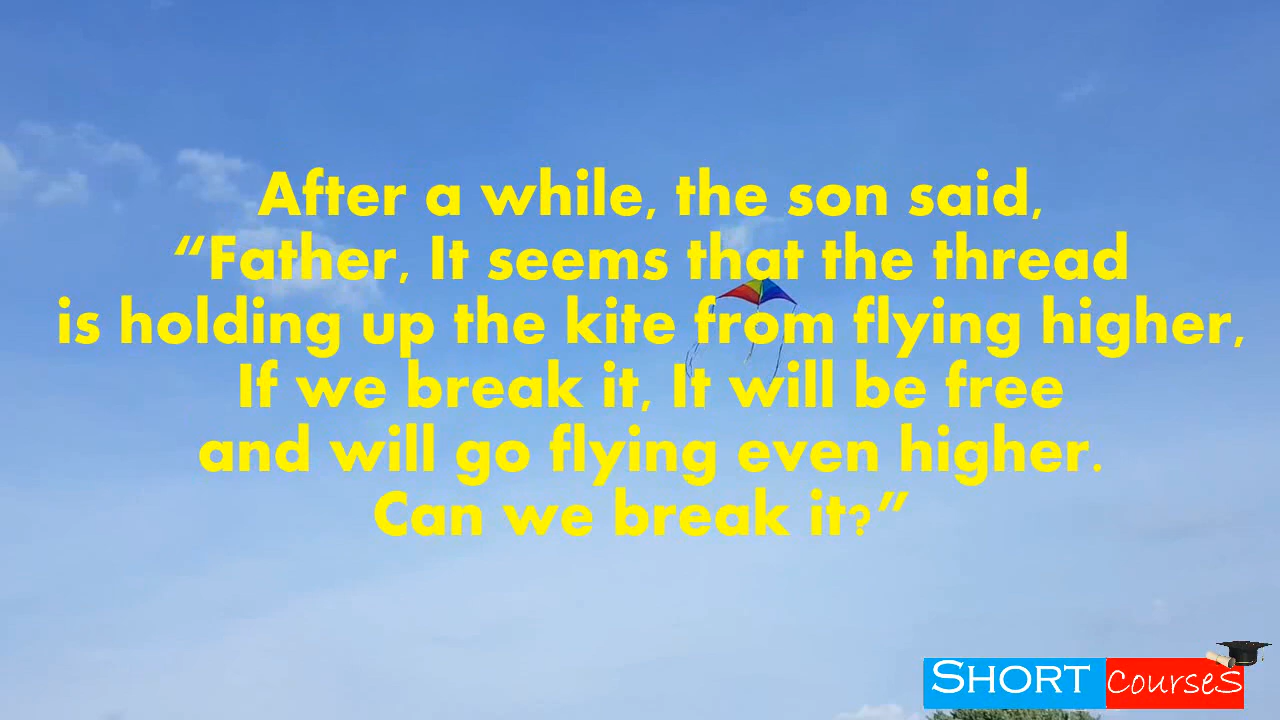 After a while, the son said,
“Father, It seems that the thread
is holding up the kite from flying higher,
If we break it, It will be free
and will go flying even higher.
Can we break it?”
SHORT CourseS